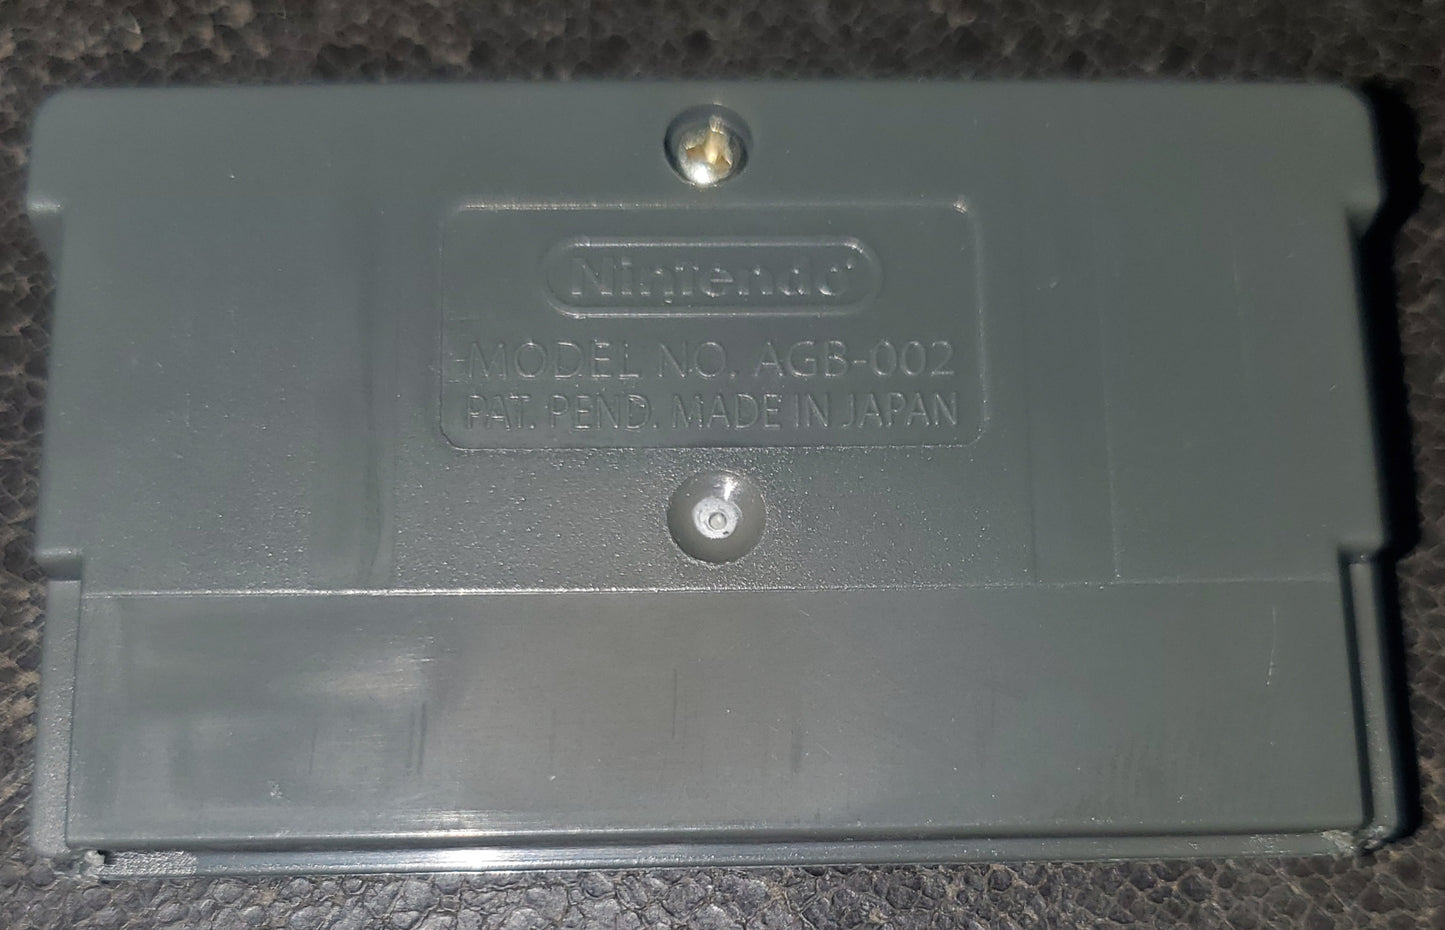 Nintendo
MODEL NO. AGB-002
PAT. PEND. MADE IN JAPAN